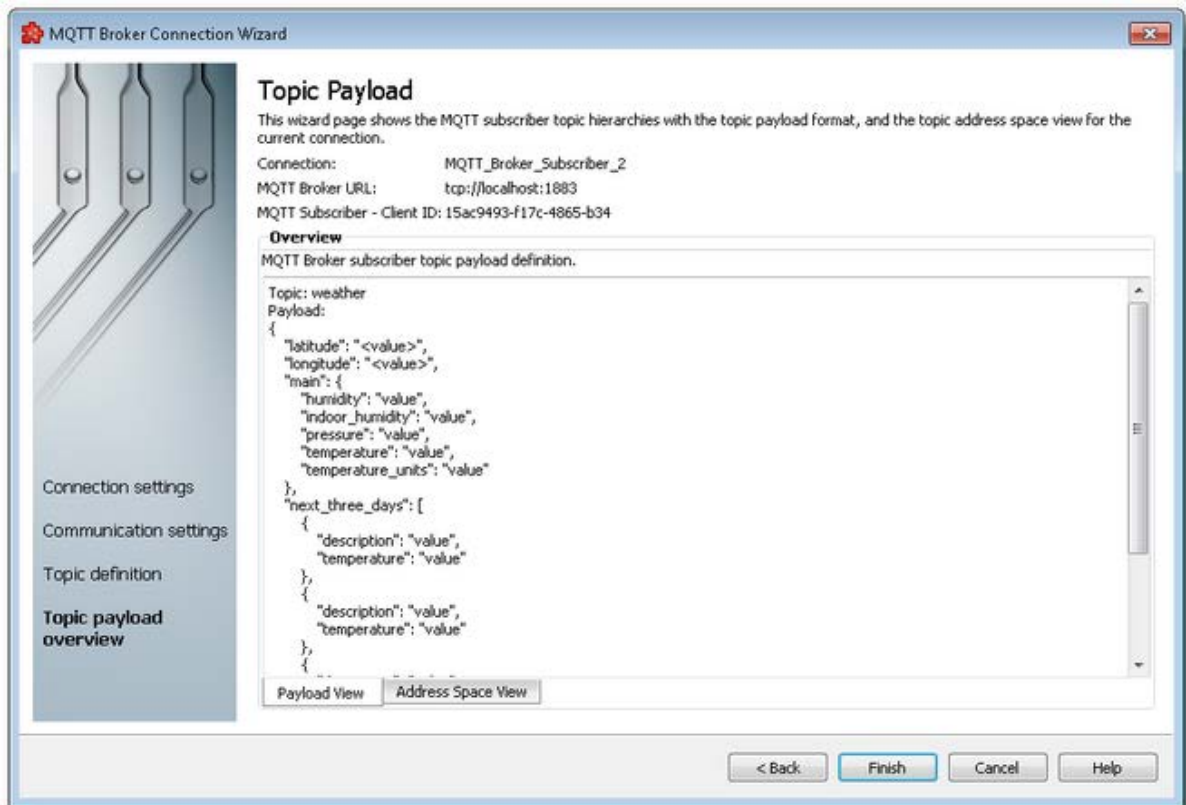 MQTT Broker Connection Wizard
Topic Payload
This wizard page shows the MQTT subscriber topic hierarchies with the topic payload format, and the topic address space view for the
current connection.
Connection: MQTT_Broker_Subscriber_2
MQTT Broker URL: tcp://localhost:1883
MQTT Subscriber - Client ID: 15ac9493-f17c-4865-b34
Overview
MQTT Broker subscriber topic payload definition.
Topic: weather
Payload:
{
"latitude": "<value>",
"longitude": "<value>",
"main": {
"humidity": "value",
"indoor_humidity": "value",
"pressure": "value",
"temperature": "value",
"temperature_units": "value"
},
"next_three_days": [
{
"description": "value",
"temperature": "value"
},
{
"description": "value",
"temperature": "value"
},
{
Payload View Address Space View
Connection settings
Communication settings
Topic definition
Topic payload
overview
< Back Finish Cancel Help